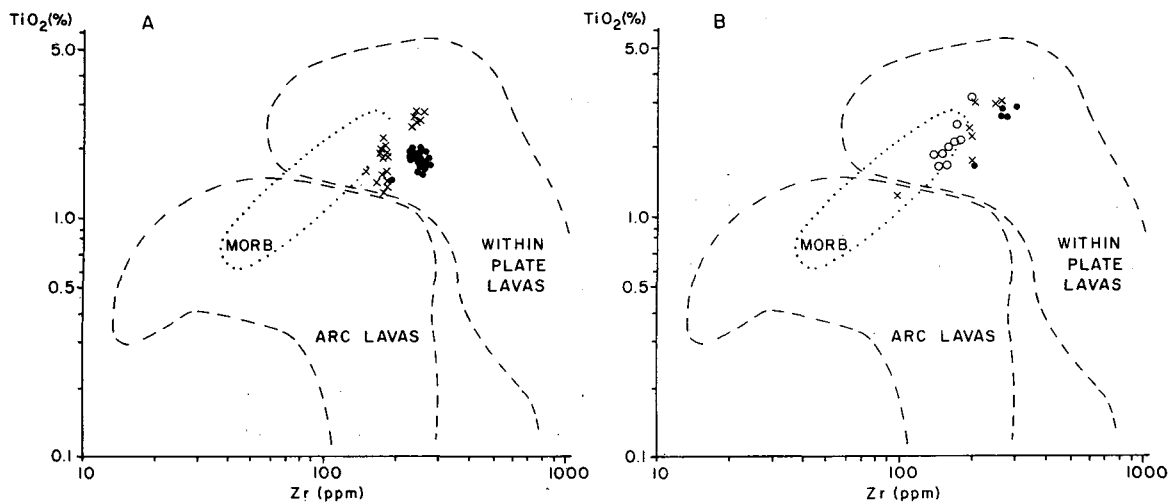 TiO2(%)
A
5.0
1.0
0.5
0.1
MORB
WITHIN
PLATE
LAVAS
ARC LAVAS
10
100
1000
Zr (ppm)
TiO2(%)
B
5.0
1.0
0.5
0.1
MORB
WITHIN
PLATE
LAVAS
ARC LAVAS
10
100
1000
Zr (ppm)